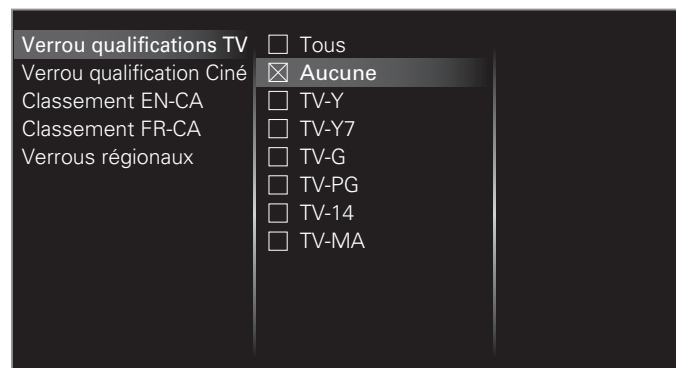 Verrou qualifications TV
Verrou qualification Ciné
Classement EN-CA
Classement FR-CA
Verrous régionaux
Tous
Aucune
TV-Y
TV-Y7
TV-G
TV-PG
TV-14
TV-MA